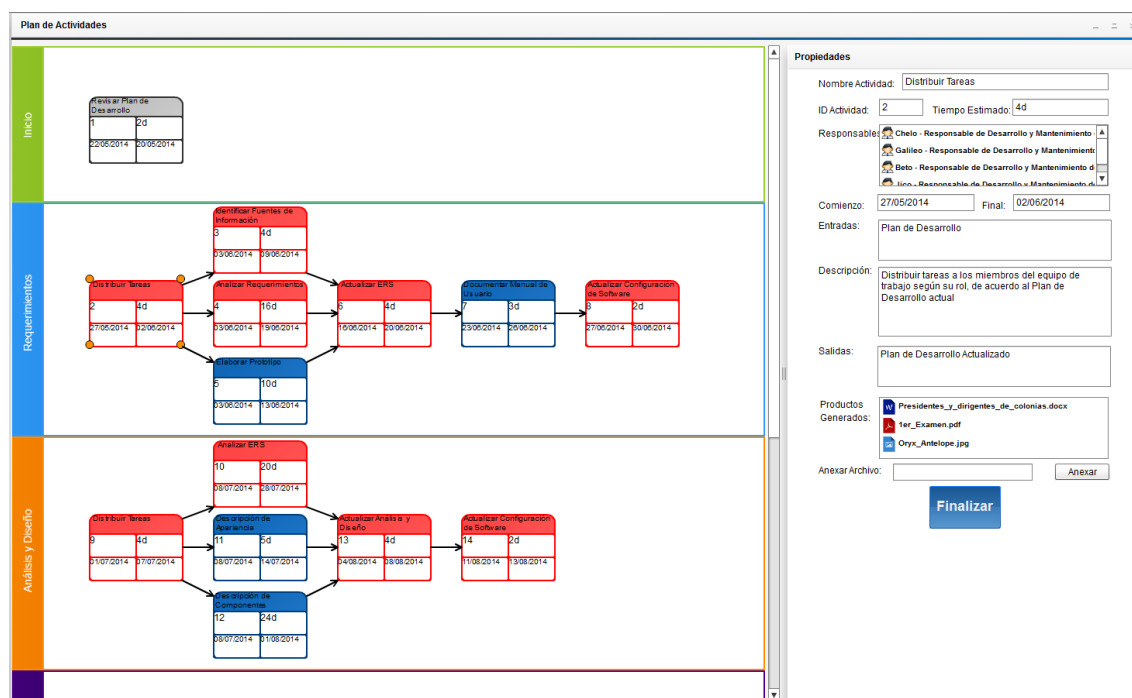 Plan de Actividades
Inicio
Revisar Plan de
Desarrollo
1 2d
22/05/2014 20/05/2014
Requerimientos
Identificar Fuentes de
Información
3 4d
03/06/2014 09/06/2014
Distribuir Tareas
2 4d
27/05/2014 02/06/2014
Analizar Requerimientos
4 16d
03/06/2014 19/06/2014
Actualizar ERS
6 4d
16/06/2014 20/06/2014
Documentar Manual de
Usuario
7 3d
23/06/2014 26/06/2014
Actualizar Configuración
de Software
8 2d
27/06/2014 30/06/2014
Elaborar Prototipo
5 10d
03/06/2014 13/06/2014
Análisis y Diseño
Analizar ERS
10 20d
08/07/2014 28/07/2014
Distribuir Tareas
9 4d
01/07/2014 07/07/2014
Descripción de
Apariencia
11 5d
08/07/2014 14/07/2014
Actualizar Análisis y
Diseño
13 4d
04/08/2014 08/08/2014
Actualizar Configuración
de Software
14 2d
11/08/2014 13/08/2014
Descripción de
Componentes
12 24d
08/07/2014 01/08/2014
Propiedades
Nombre Actividad: Distribuir Tareas
ID Actividad: 2 Tiempo Estimado: 4d
Responsables
Chelo - Responsable de Desarrollo y Mantenimiento -
Galileo - Responsable de Desarrollo y Mantenimiento
Beto - Responsable de Desarrollo y Mantenimiento d
- Responsable de Desarrollo y Mantenimiento de
Comienzo: 27/05/2014 Final: 02/06/2014
Entradas: Plan de Desarrollo
Descripción: Distribuir tareas a los miembros del equipo de
trabajo según su rol, de acuerdo al Plan de
Desarrollo actual
Salidas: Plan de Desarrollo Actualizado
Productos
Generados:
Presidentes_y_dirigentes_de_colonias.docx
1er_Examen.pdf
Oryx_Antelope.jpg
Anexar Archivo: Anexar
Finalizar